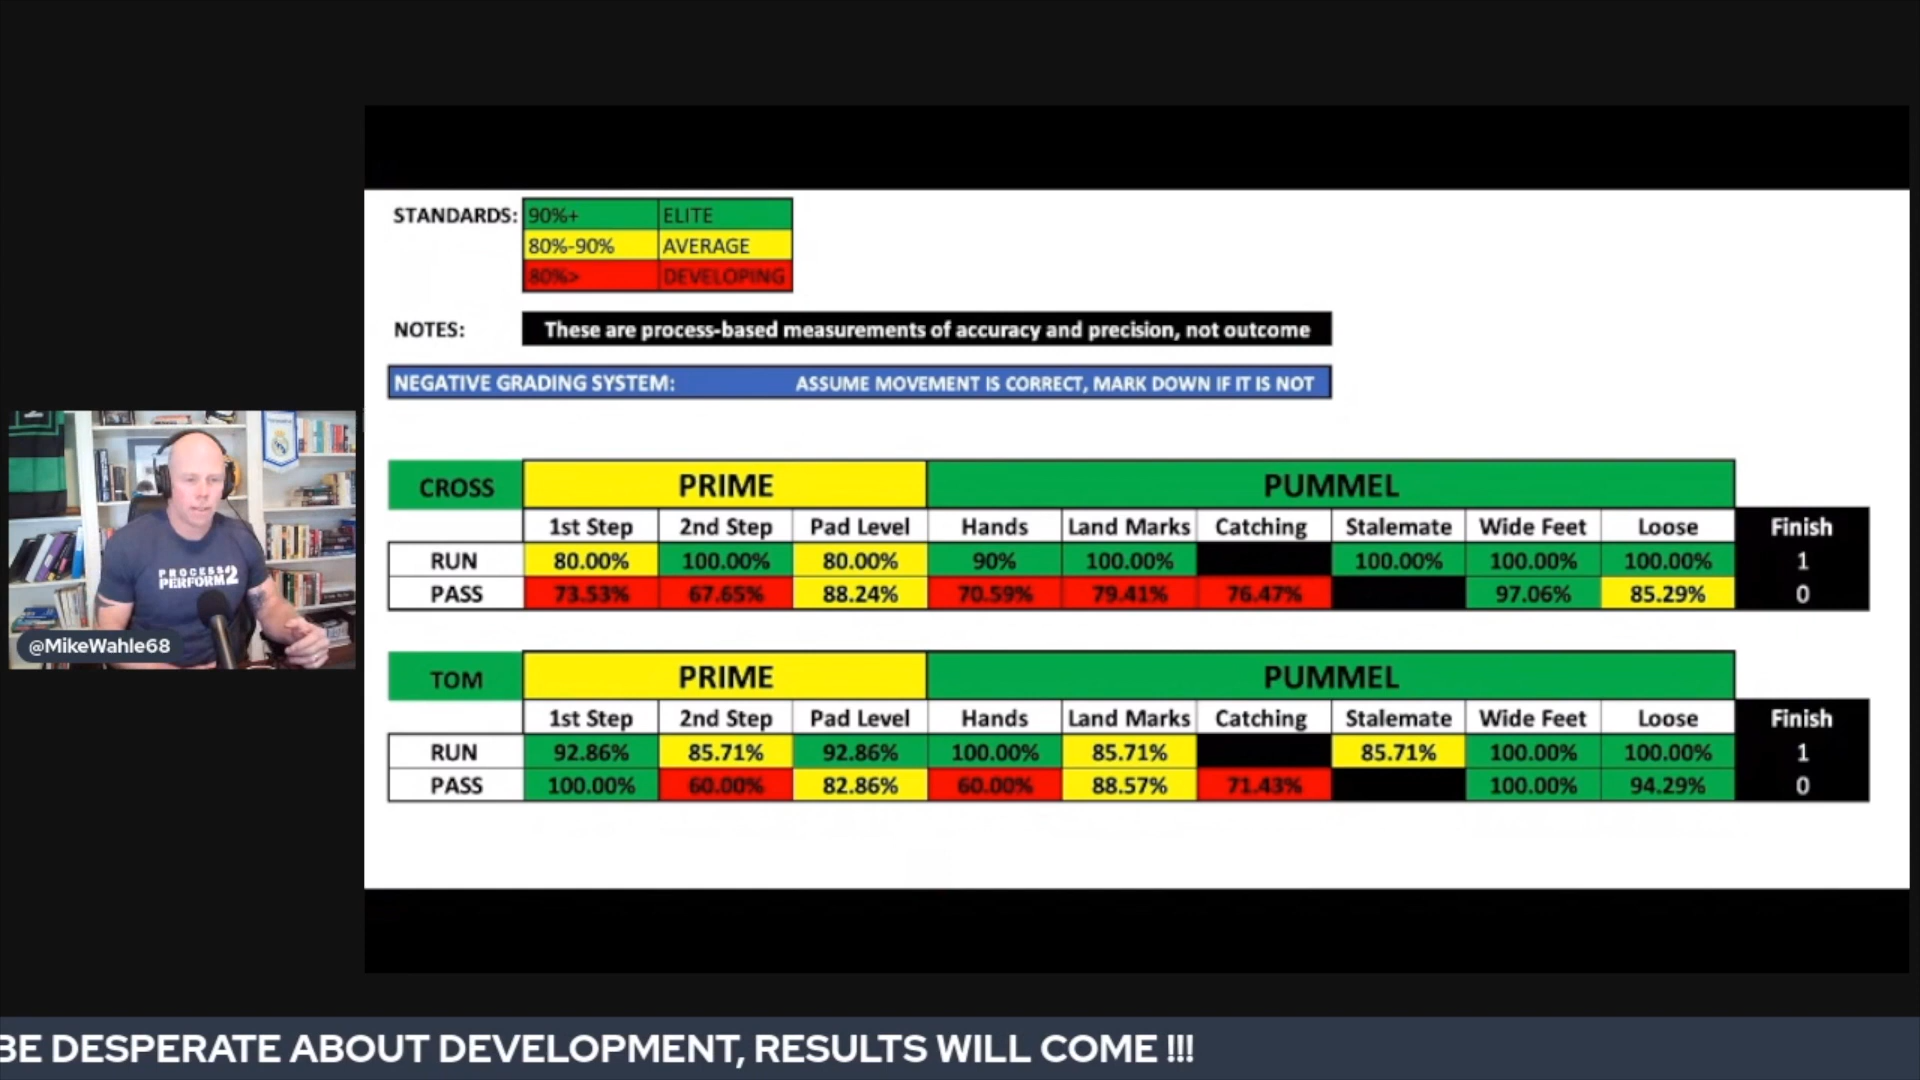 STANDARDS: 90%+ ELITE
80%-90% AVERAGE
80%> DEVELOPING
NOTES: These are process-based measurements of accuracy and precision, not outcome
NEGATIVE GRADING SYSTEM: ASSUME MOVEMENT IS CORRECT, MARK DOWN IF IT IS NOT
CROSS PRIME PUMMEL
1st Step 2nd Step Pad Level Hands Land Marks Catching Stalemate Wide Feet Loose Finish
RUN 80.00% 100.00% 80.00% 90% 100.00% 100.00% 100.00% 100.00% 1
PASS 73.53% 67.65% 88.24% 70.59% 79.41% 76.47% 97.06% 85.29% 0
TOM PRIME PUMMEL
1st Step 2nd Step Pad Level Hands Land Marks Catching Stalemate Wide Feet Loose Finish
RUN 92.86% 85.71% 92.86% 100.00% 85.71% 85.71% 100.00% 100.00% 1
PASS 100.00% 60.00% 82.86% 60.00% 88.57% 71.43% 100.00% 94.29% 0
PROCESS 2
PERFORM
@MikeWahle68
BE DESPERATE ABOUT DEVELOPMENT, RESULTS WILL COME !!!